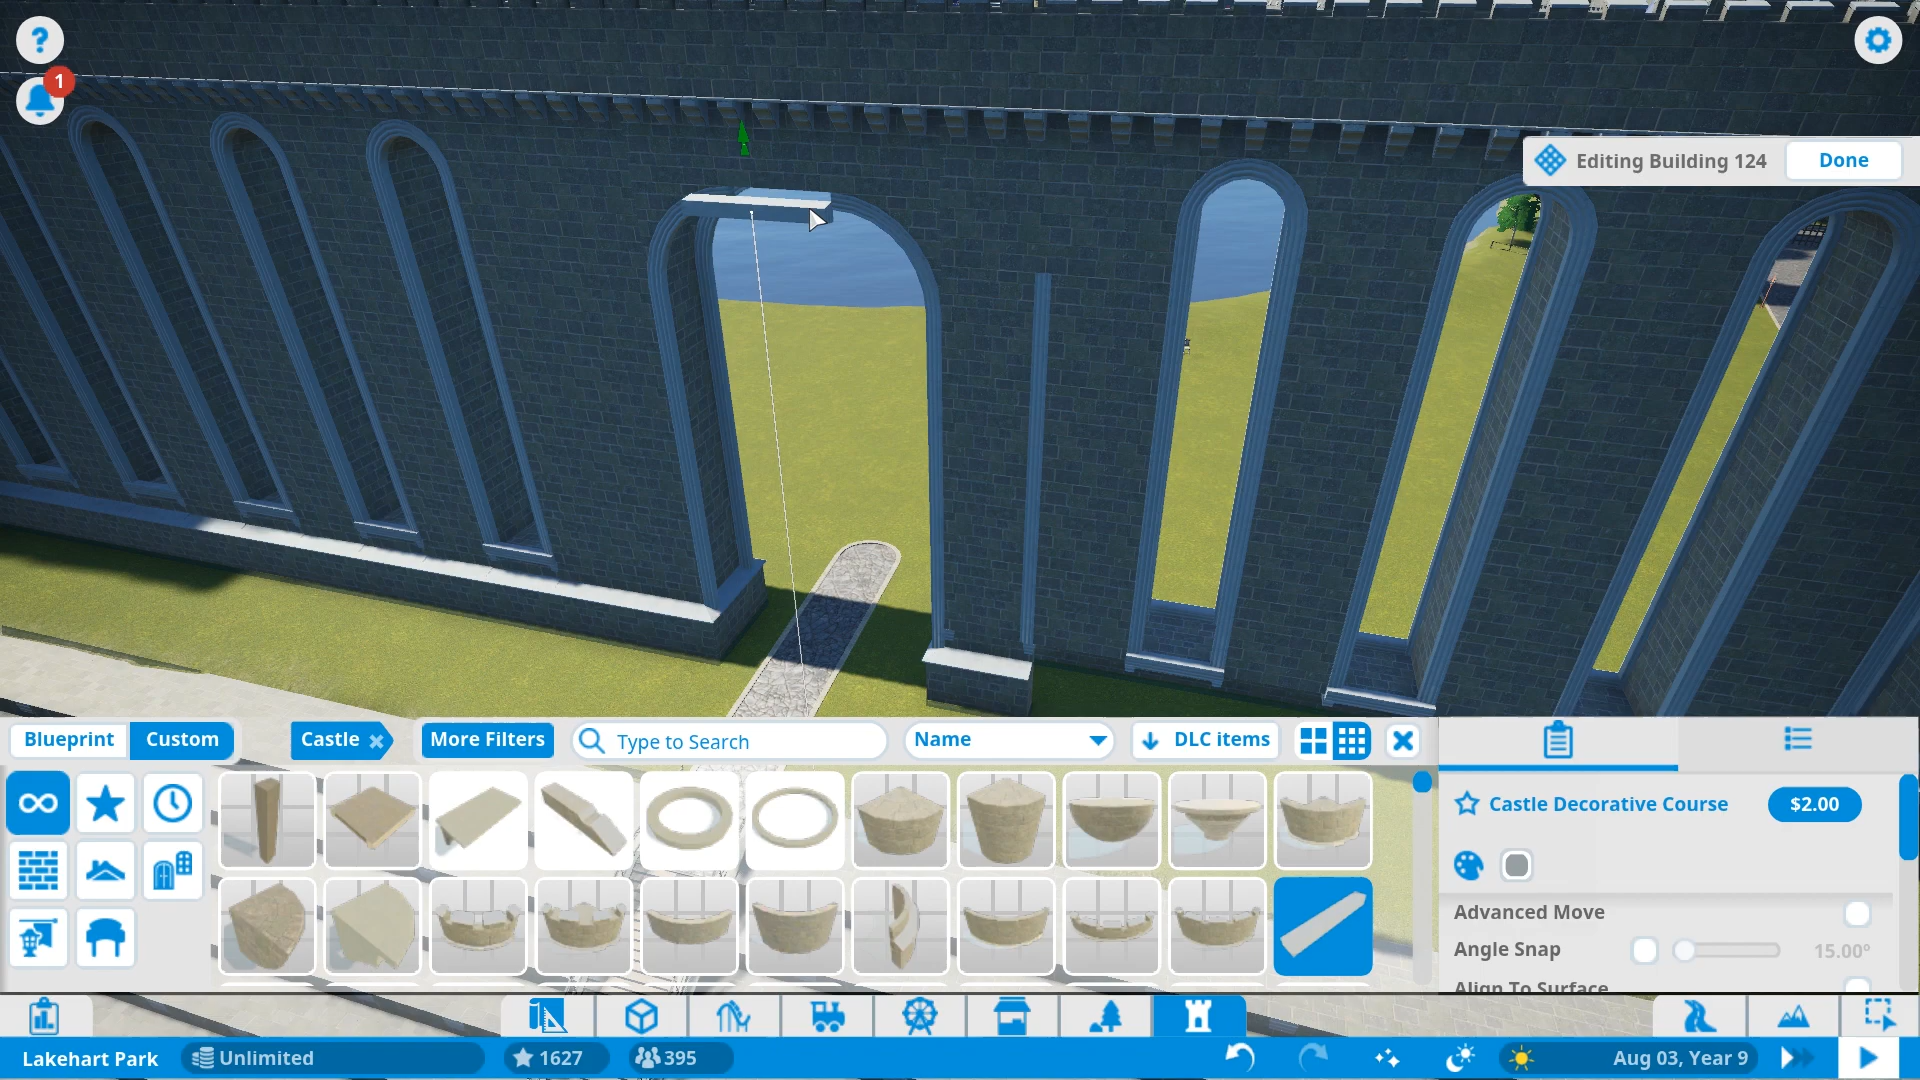 ?
1
Editing Building 124
Done
Blueprint
Custom
Castle
More Filters
Type to Search
Name
DLC items
Castle Decorative Course
$2.00
Advanced Move
Angle Snap
15.00°
Align To Surface
Lakehart Park
Unlimited
1627
395
Aug 03, Year 9